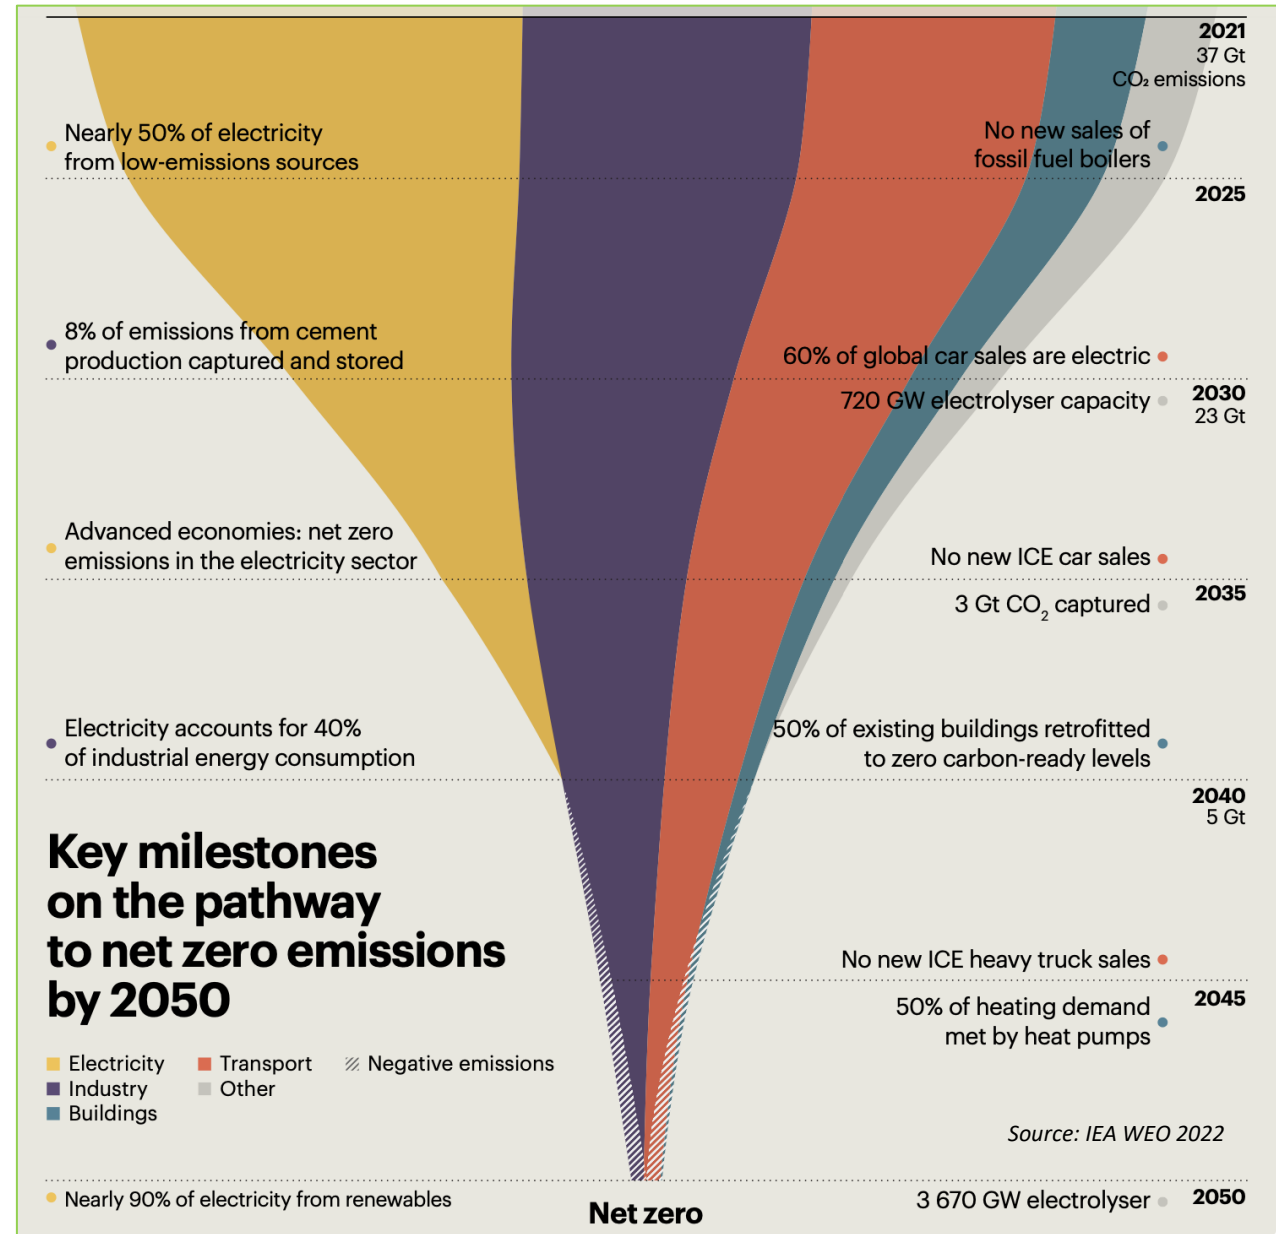 2021
37 Gt
CO₂ emissions
Nearly 50% of electricity
from low-emissions sources
No new sales of
fossil fuel boilers
2025
8% of emissions from cement
production captured and stored
60% of global car sales are electric
720 GW electrolyser capacity
2030
23 Gt
Advanced economies: net zero
emissions in the electricity sector
No new ICE car sales
2035
3 Gt CO₂ captured
Electricity accounts for 40%
of industrial energy consumption
50% of existing buildings retrofitted
to zero carbon-ready levels
2040
5 Gt
Key milestones
on the pathway
to net zero emissions
by 2050
No new ICE heavy truck sales
2045
50% of heating demand
met by heat pumps
Electricity Transport Negative emissions
Industry Other
Buildings
Source: IEA WEO 2022
Nearly 90% of electricity from renewables
Net zero
3 670 GW electrolyser
2050